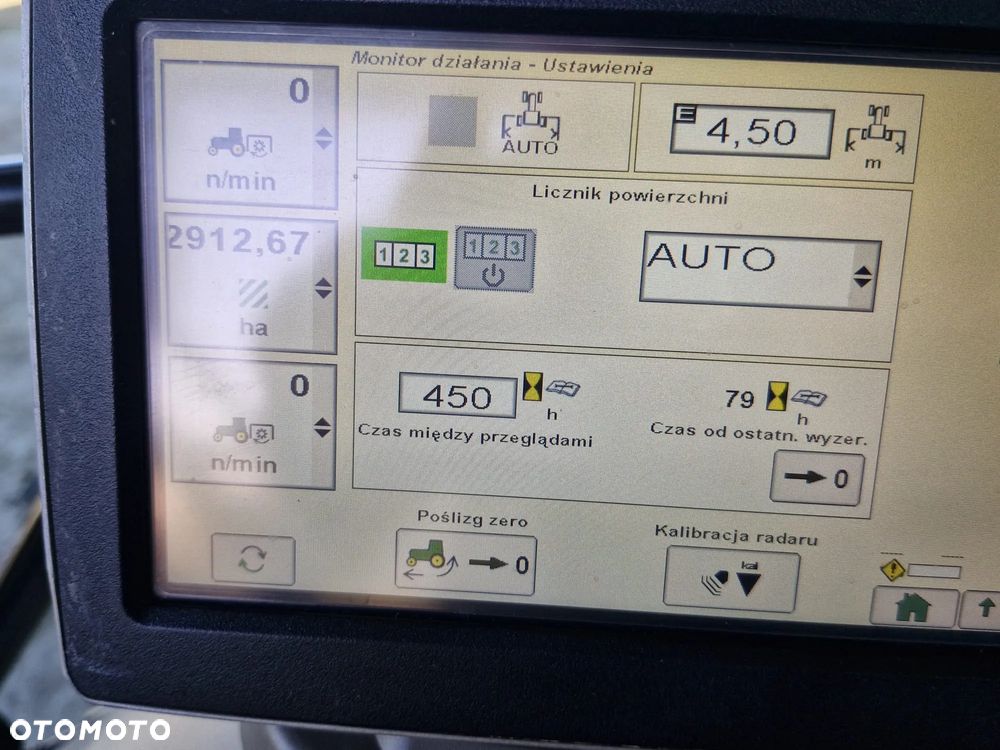 Monitor działania - Ustawienia
0
n/min
AUTO
E
4,50
m
Licznik powierzchni
2912,67
ha
123
123
AUTO
0
n/min
450
h
Czas między przeglądami
79
h
Czas od ostatn. wyzer.
0
Poślizg zero
0
Kalibracja radaru
kal
OTOMOTO